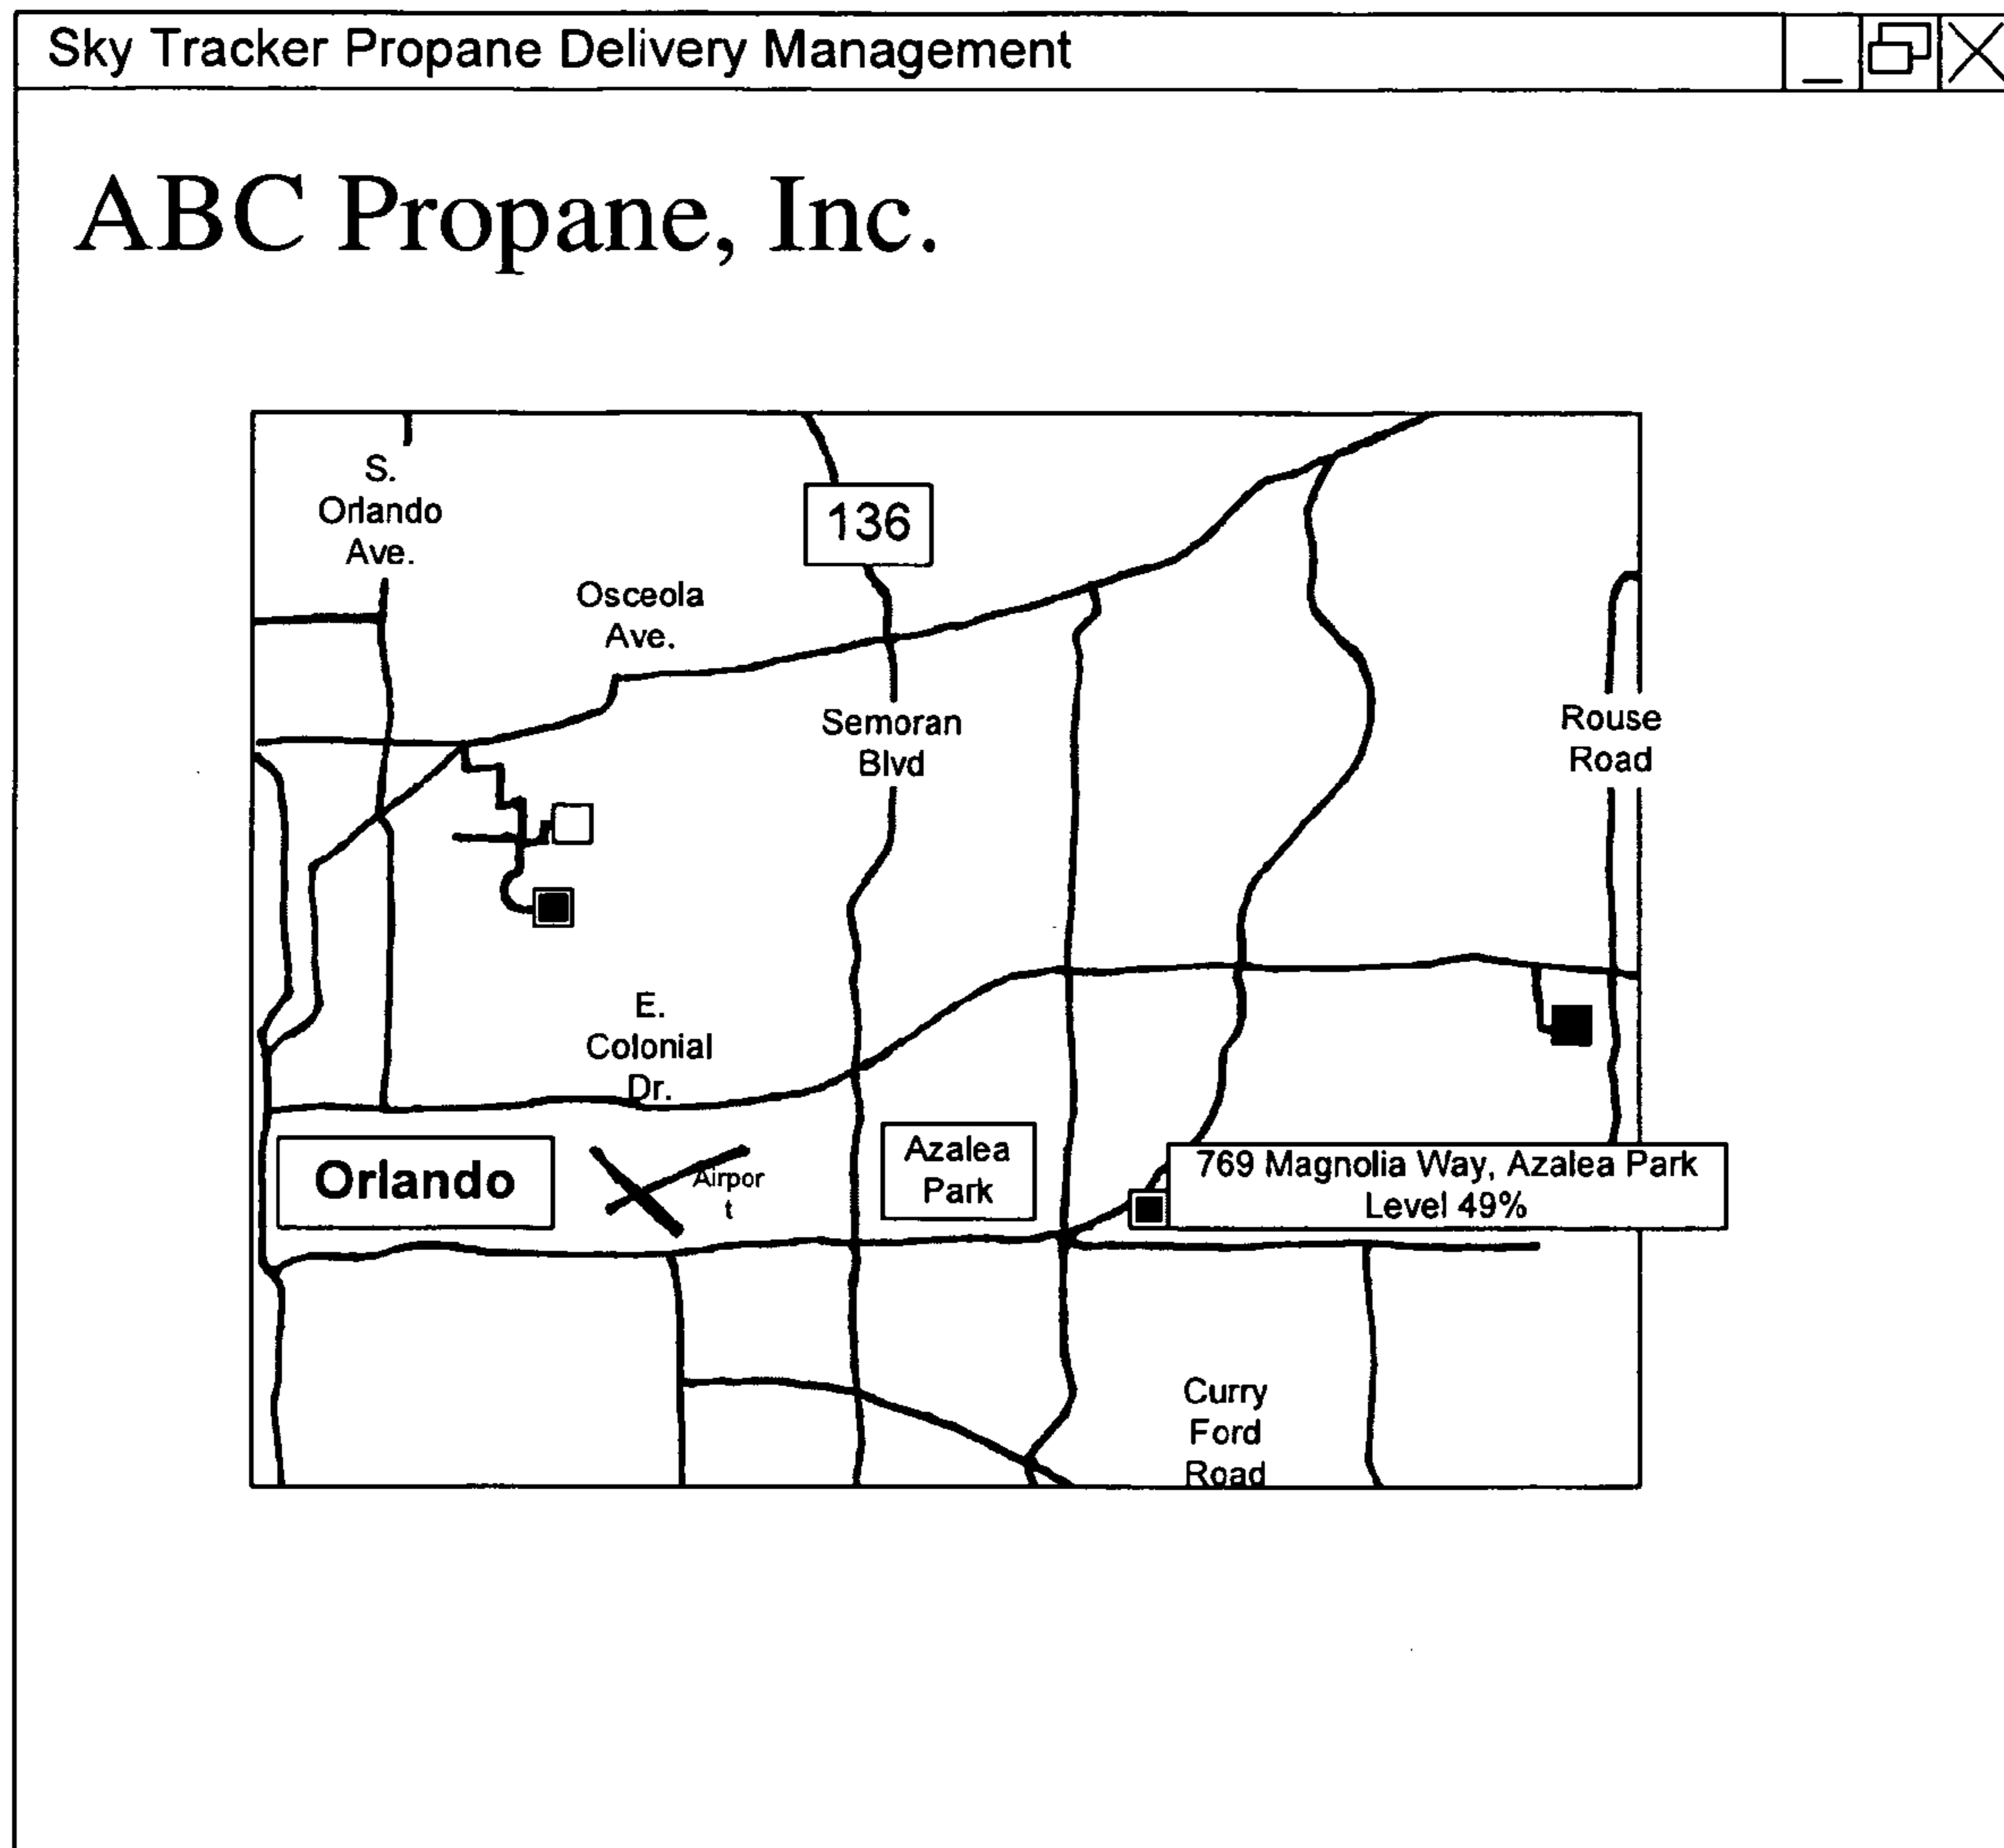 Sky Tracker Propane Delivery Management
ABC Propane, Inc.
S.
Orlando
Ave.
136
Osceola
Ave.
Semoran
Blvd
Rouse
Road
E.
Colonial
Dr.
Orlando
Airpor
t
Azalea
Park
769 Magnolia Way, Azalea Park
Level 49%
Curry
Ford
Road